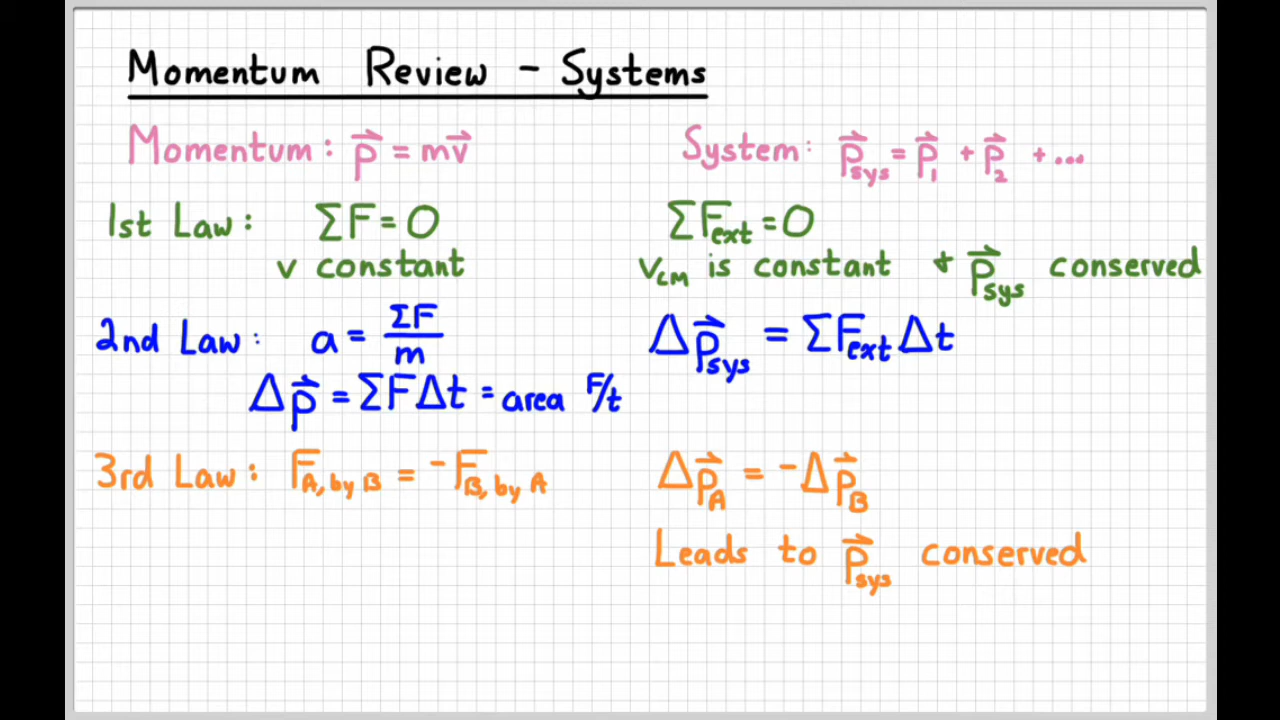 Momentum Review - Systems
Momentum: p⃗ = mv⃗
System: p⃗sys = p⃗1 + p⃗2 + ...
1st Law: ΣF = 0
v constant
ΣFext = 0
vCM is constant + p⃗sys conserved
2nd Law: a = ΣF/m
Δp⃗ = ΣFΔt = area F/t
Δp⃗sys = ΣFext Δt
3rd Law: FA, by B = -FB, by A
Δp⃗A = -Δp⃗B
Leads to p⃗sys conserved